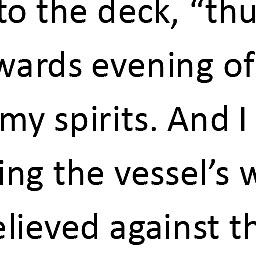 to the deck, “thu
wards evening of
my spirits. And I
ing the vessel’s w
elieved against th